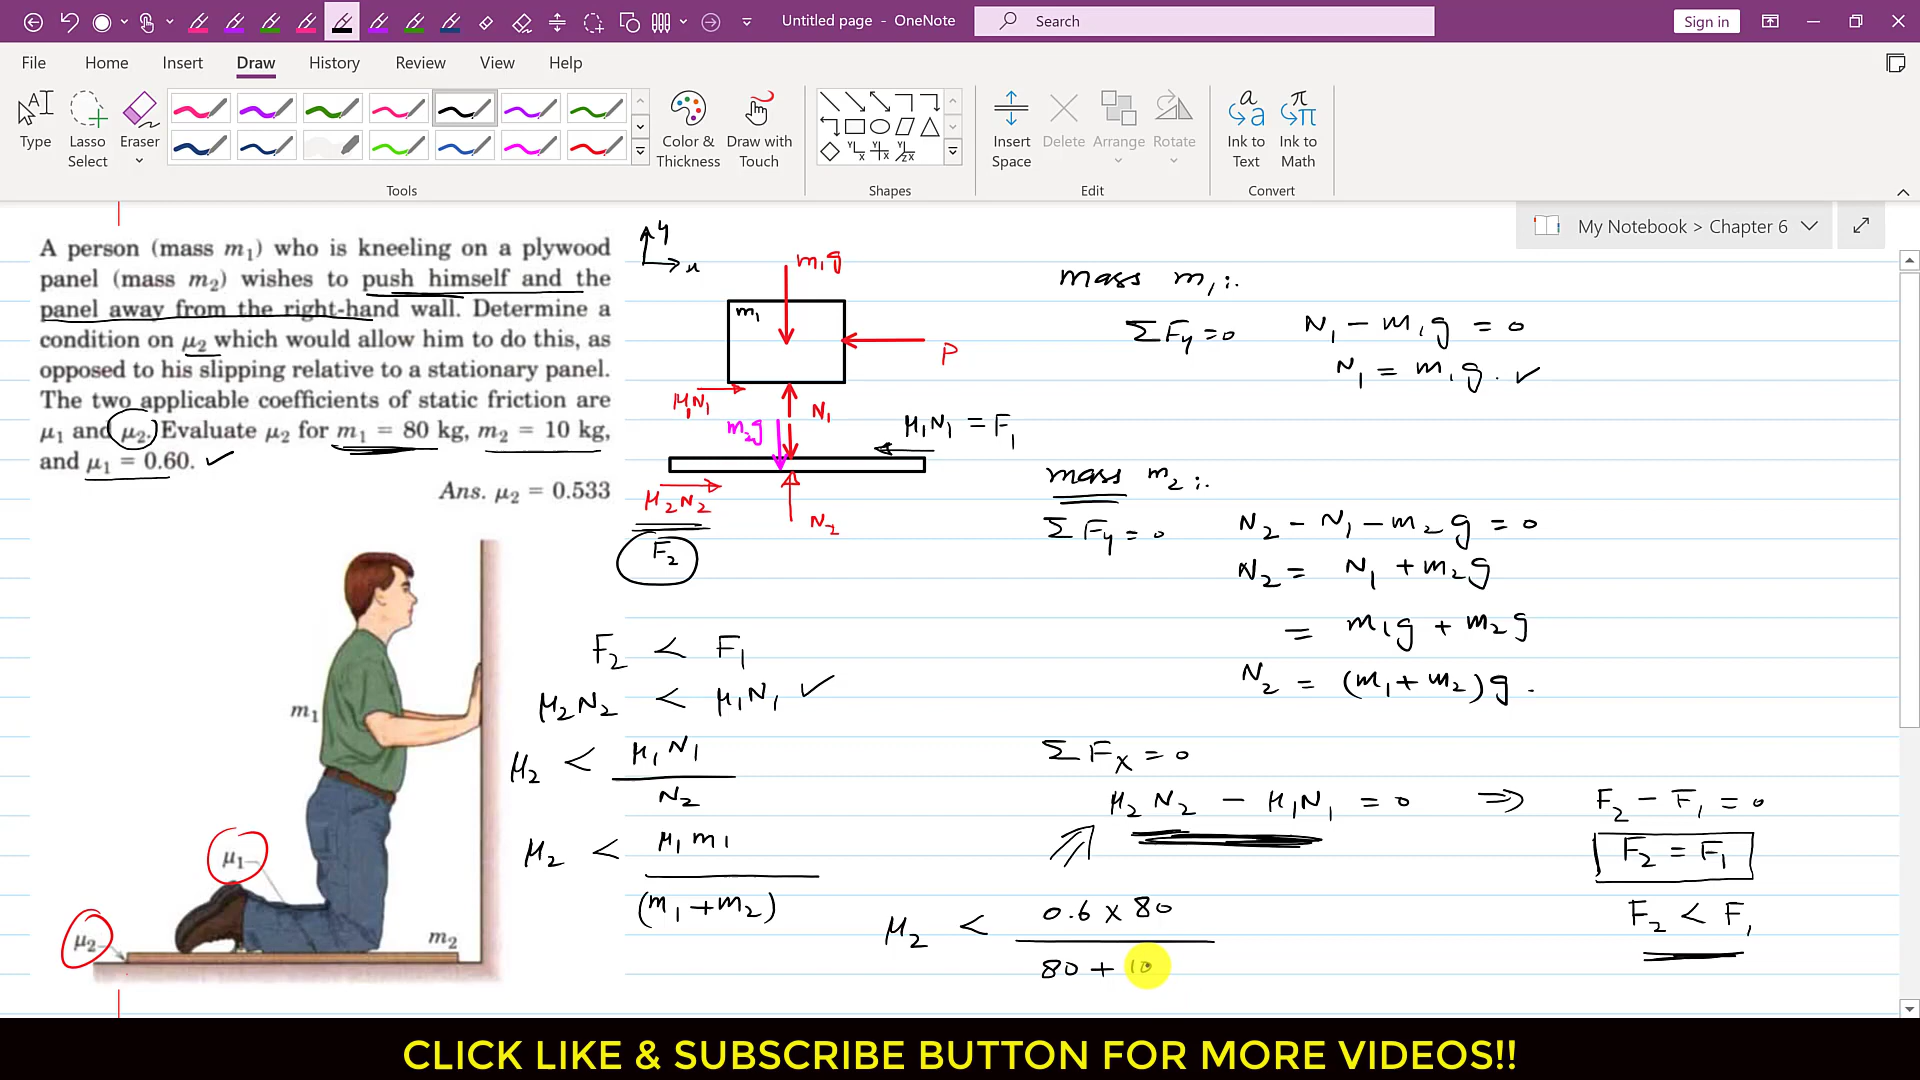 Untitled page - OneNote
Search
Sign in
File Home Insert Draw History Review View Help
Type
Lasso Select
Eraser
Color & Thickness
Draw with Touch
Insert Space
Delete
Arrange
Rotate
Ink to Text
Ink to Math
Tools
Shapes
Edit
Convert
My Notebook > Chapter 6
A person (mass m₁) who is kneeling on a plywood
panel (mass m₂) wishes to push himself and the
panel away from the right-hand wall. Determine a
condition on μ₂ which would allow him to do this, as
opposed to his slipping relative to a stationary panel.
The two applicable coefficients of static friction are
μ₁ and μ₂. Evaluate μ₂ for m₁ = 80 kg, m₂ = 10 kg,
and μ₁ = 0.60.
Ans. μ₂ = 0.533
m₁
μ₁
μ₂
m₂
y
x
m₁g
m₁
P
μ₁N₁
N₁
m₂g
μ₁N₁ = F₁
μ₂N₂
N₂
F₂
F₂ < F₁
μ₂N₂ < μ₁N₁ ✓
μ₂ < μ₁N₁ / N₂
μ₂ < μ₁m₁ / (m₁+m₂)
mass m₁:.
ΣFy=0 N₁ - m₁g = 0
N₁ = m₁g. ✓
mass m₂:.
ΣFy=0 N₂ - N₁ - m₂g = 0
N₂ = N₁ + m₂g
= m₁g + m₂g
N₂ = (m₁+m₂)g.
ΣFx=0
μ₂N₂ - μ₁N₁ = 0 ⇒ F₂ - F₁ = 0
F₂ = F₁
F₂ < F₁
μ₂ < 0.6 x 80 / 80 + 10
CLICK LIKE & SUBSCRIBE BUTTON FOR MORE VIDEOS!!